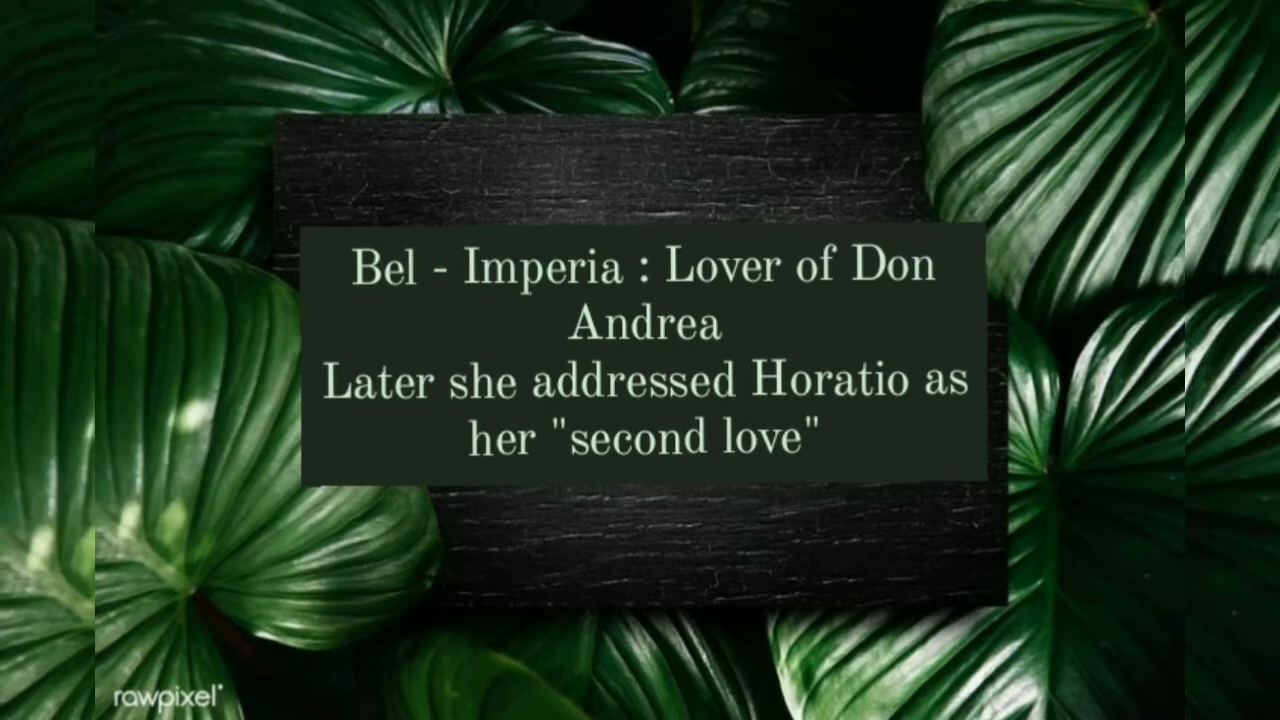 Bel - Imperia : Lover of Don
Andrea
Later she addressed Horatio as
her "second love"
rawpixel